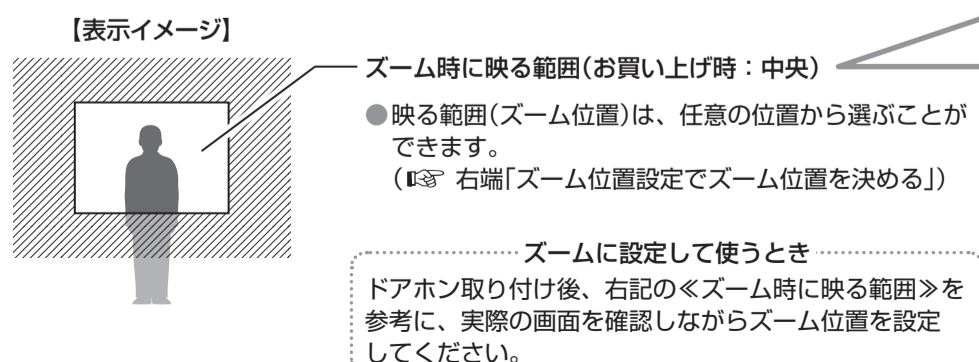 【表示イメージ】
ズーム時に映る範囲(お買い上げ時：中央)
●映る範囲(ズーム位置)は、任意の位置から選ぶことが
できます。
(☞ 右端「ズーム位置設定でズーム位置を決める」)
ズームに設定して使うとき
ドアホン取り付け後、右記の≪ズーム時に映る範囲≫を
参考に、実際の画面を確認しながらズーム位置を設定
してください。